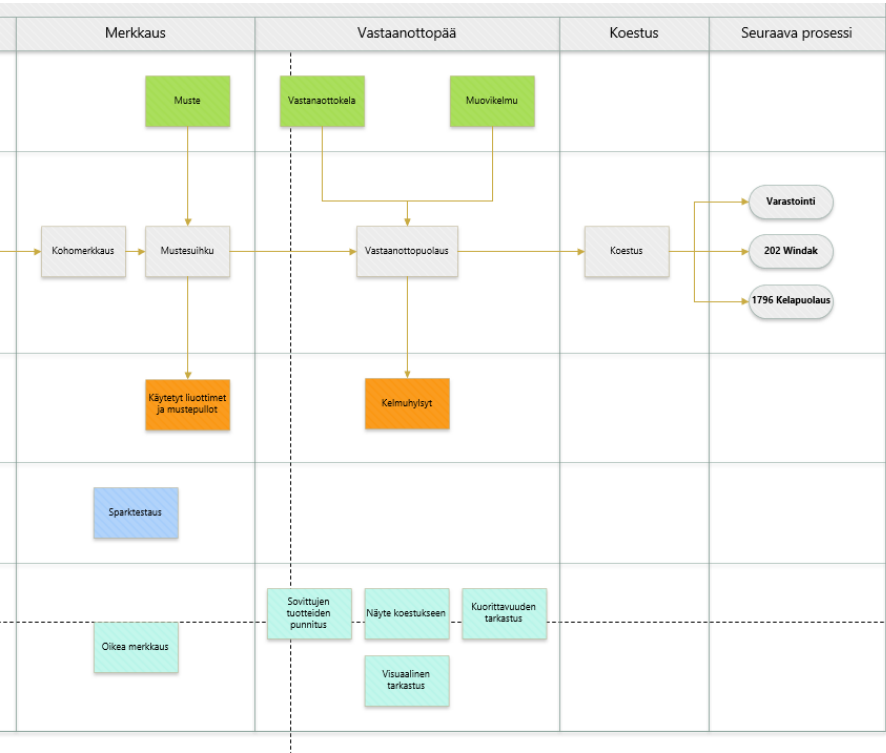 Merkkaus
Vastaanottopää
Koestus
Seuraava prosessi
Muste
Vastanaottokela
Muovikelmu
Kohomerkkaus
Mustesuihku
Vastaanottopuolaus
Koestus
Varastointi
202 Windak
1796 Kelapuolaus
Käytetyt liuottimet
ja mustepullot
Kelmuhylsyt
Sparktestaus
Sovittujen
tuotteiden
punnitus
Näyte koestukseen
Kuorittavuuden
tarkastus
Oikea merkkaus
Visuaalinen
tarkastus